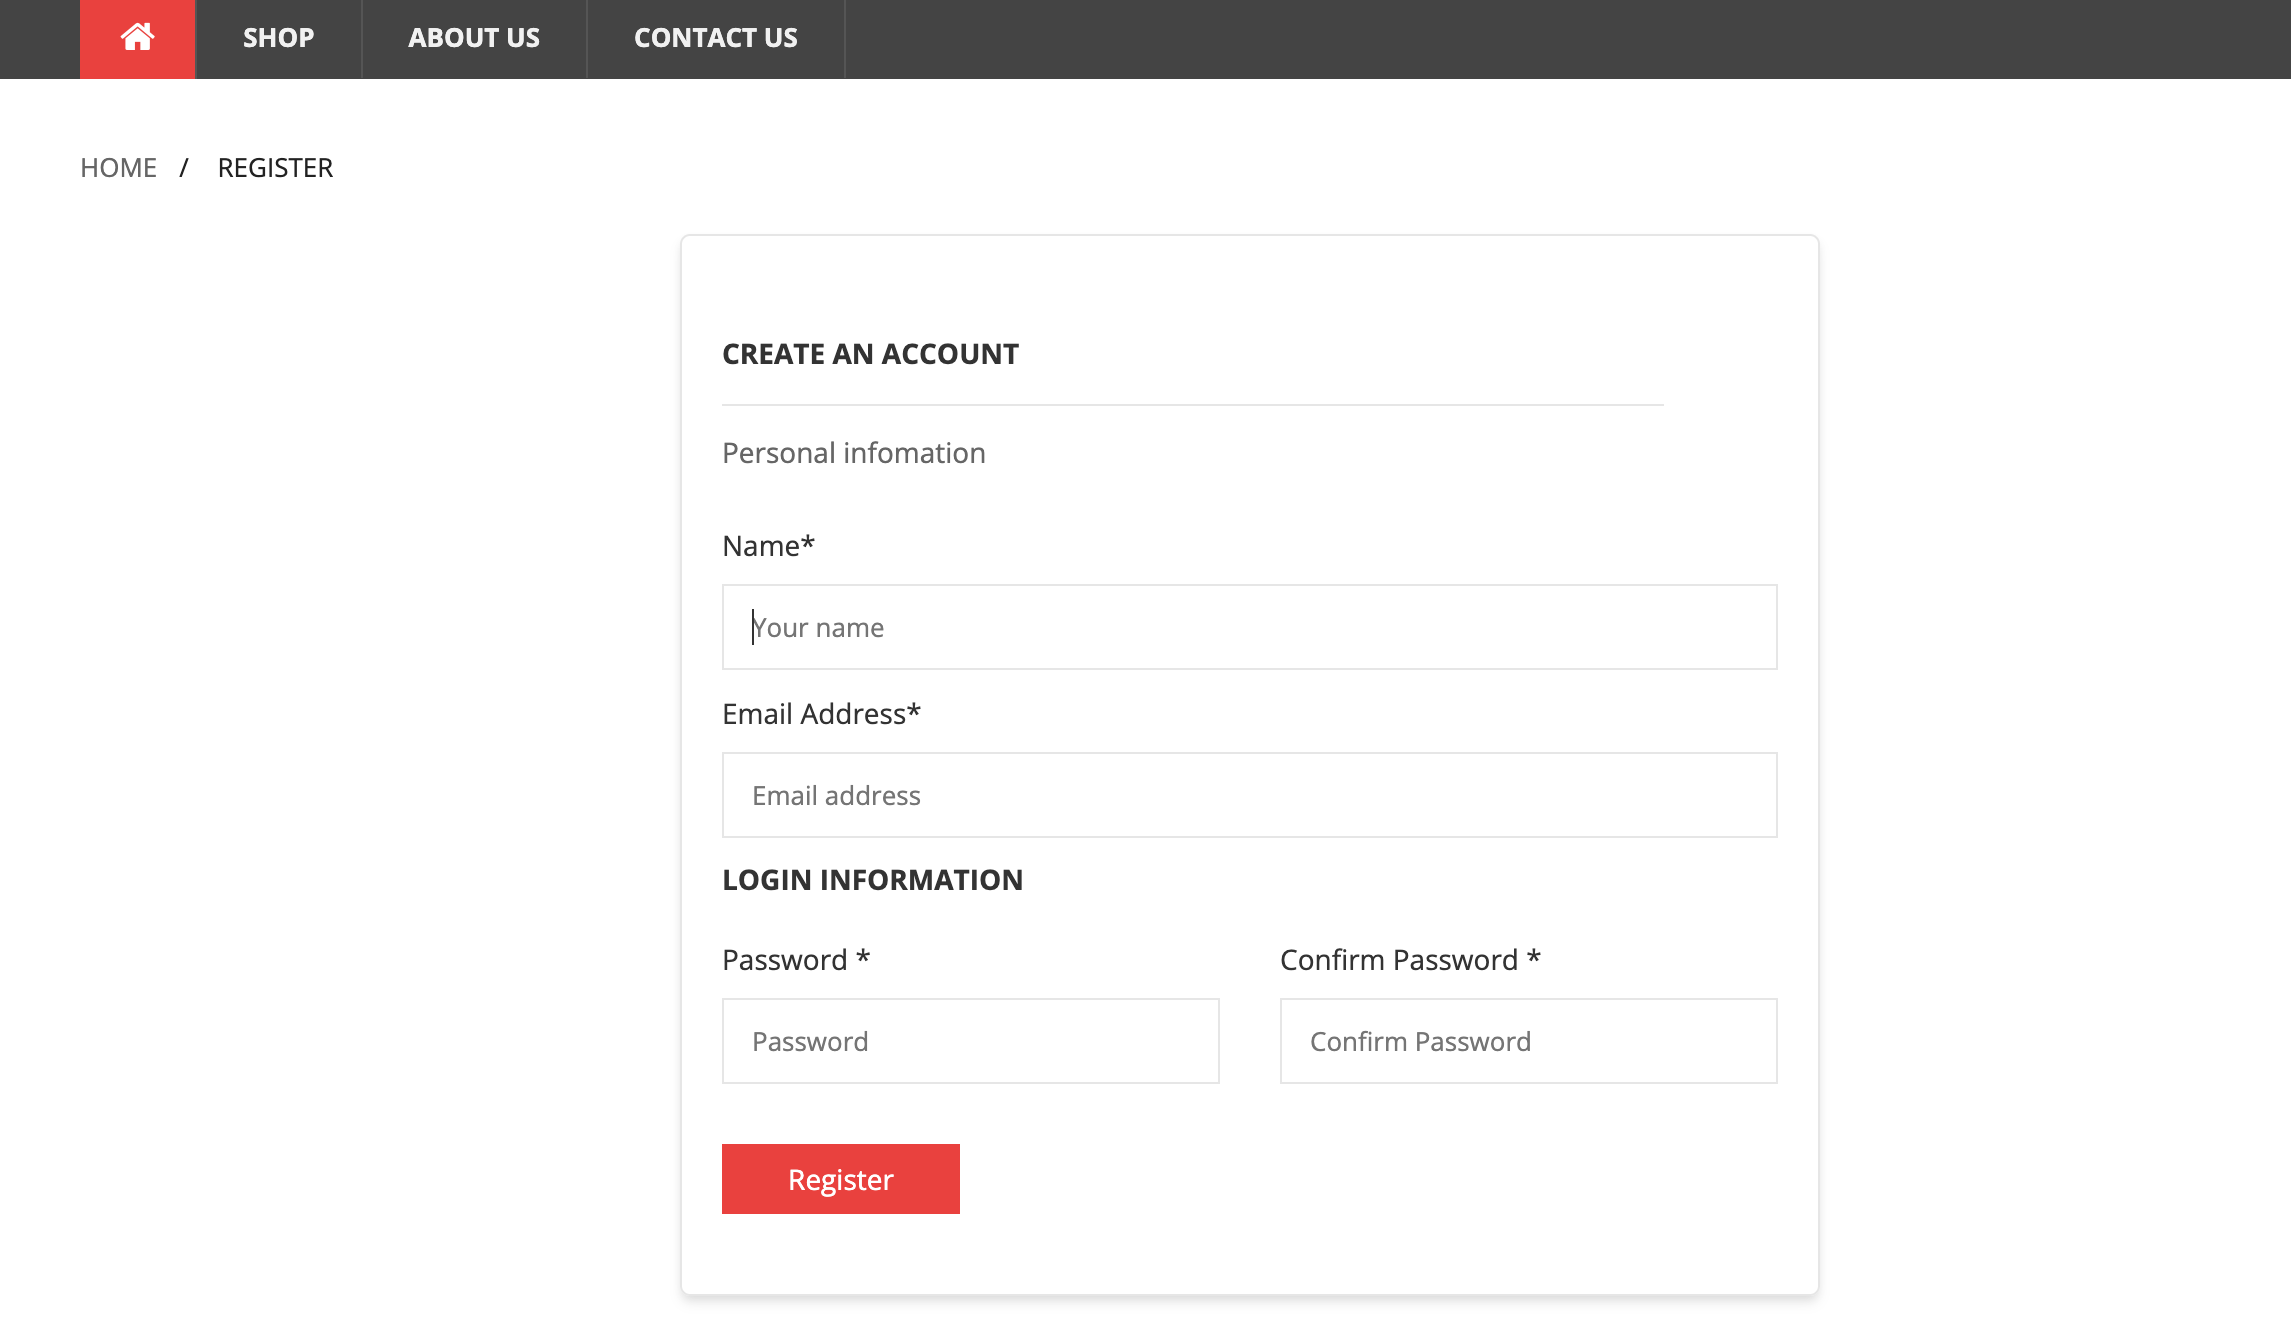 SHOP ABOUT US CONTACT US
HOME / REGISTER
CREATE AN ACCOUNT
Personal infomation
Name*
Your name
Email Address*
Email address
LOGIN INFORMATION
Password * Confirm Password *
Password Confirm Password
Register